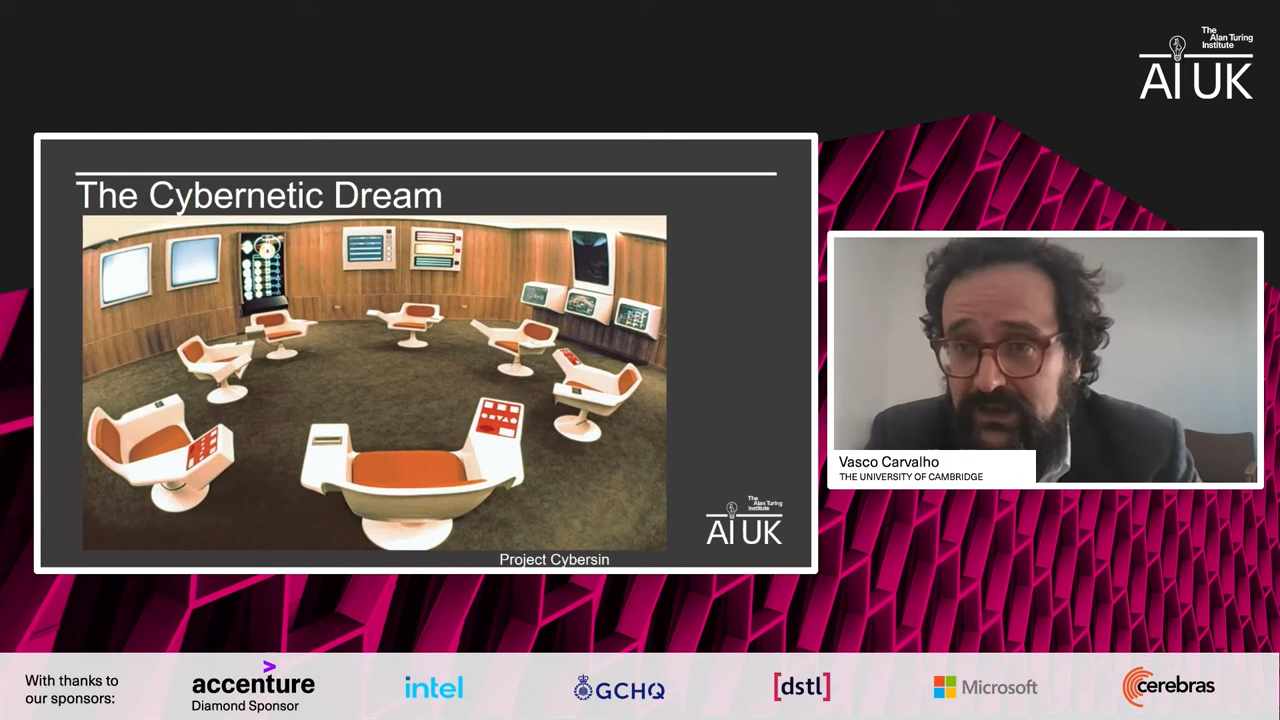 The
Alan Turing
Institute
AI UK
The Cybernetic Dream
The
Alan Turing
Institute
AI UK
Project Cybersin
Vasco Carvalho
THE UNIVERSITY OF CAMBRIDGE
With thanks to
our sponsors:
accenture
Diamond Sponsor
intel
GCHQ
[dstl]
Microsoft
cerebras